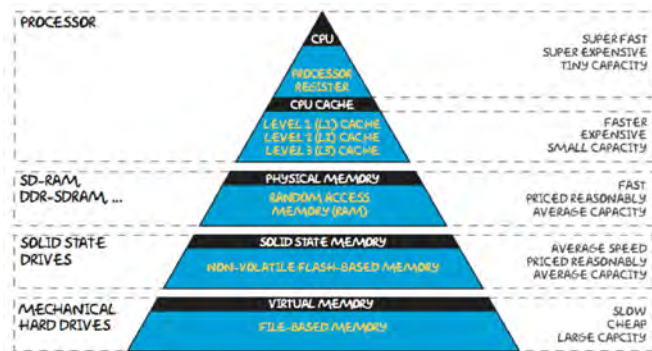 PROCESSOR
CPU
PROCESSOR
REGISTER
SUPER FAST
SUPER EXPENSIVE
TINY CAPACITY
CPU CACHE
LEVEL 1 (L1) CACHE
LEVEL 2 (L2) CACHE
LEVEL 3 (L3) CACHE
FASTER
EXPENSIVE
SMALL CAPACITY
SD-RAM,
DDR-SDRAM, ...
PHYSICAL MEMORY
RANDOM ACCESS
MEMORY (RAM)
FAST
PRICED REASONABLY
AVERAGE CAPACITY
SOLID STATE
DRIVES
SOLID STATE MEMORY
NON-VOLATILE FLASH-BASED MEMORY
AVERAGE SPEED
PRICED REASONABLY
AVERAGE CAPACITY
MECHANICAL
HARD DRIVES
VIRTUAL MEMORY
FILE-BASED MEMORY
SLOW
CHEAP
LARGE CAPCITY